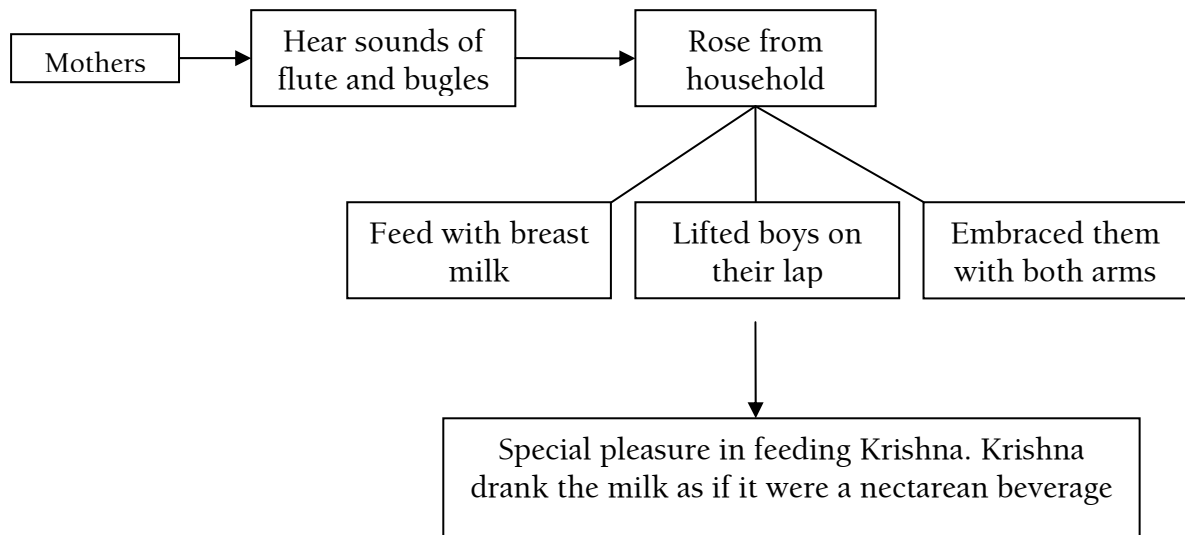 Mothers
Hear sounds of
flute and bugles
Rose from
household
Feed with breast
milk
Lifted boys on
their lap
Embraced them
with both arms
Special pleasure in feeding Krishna. Krishna
drank the milk as if it were a nectarean beverage